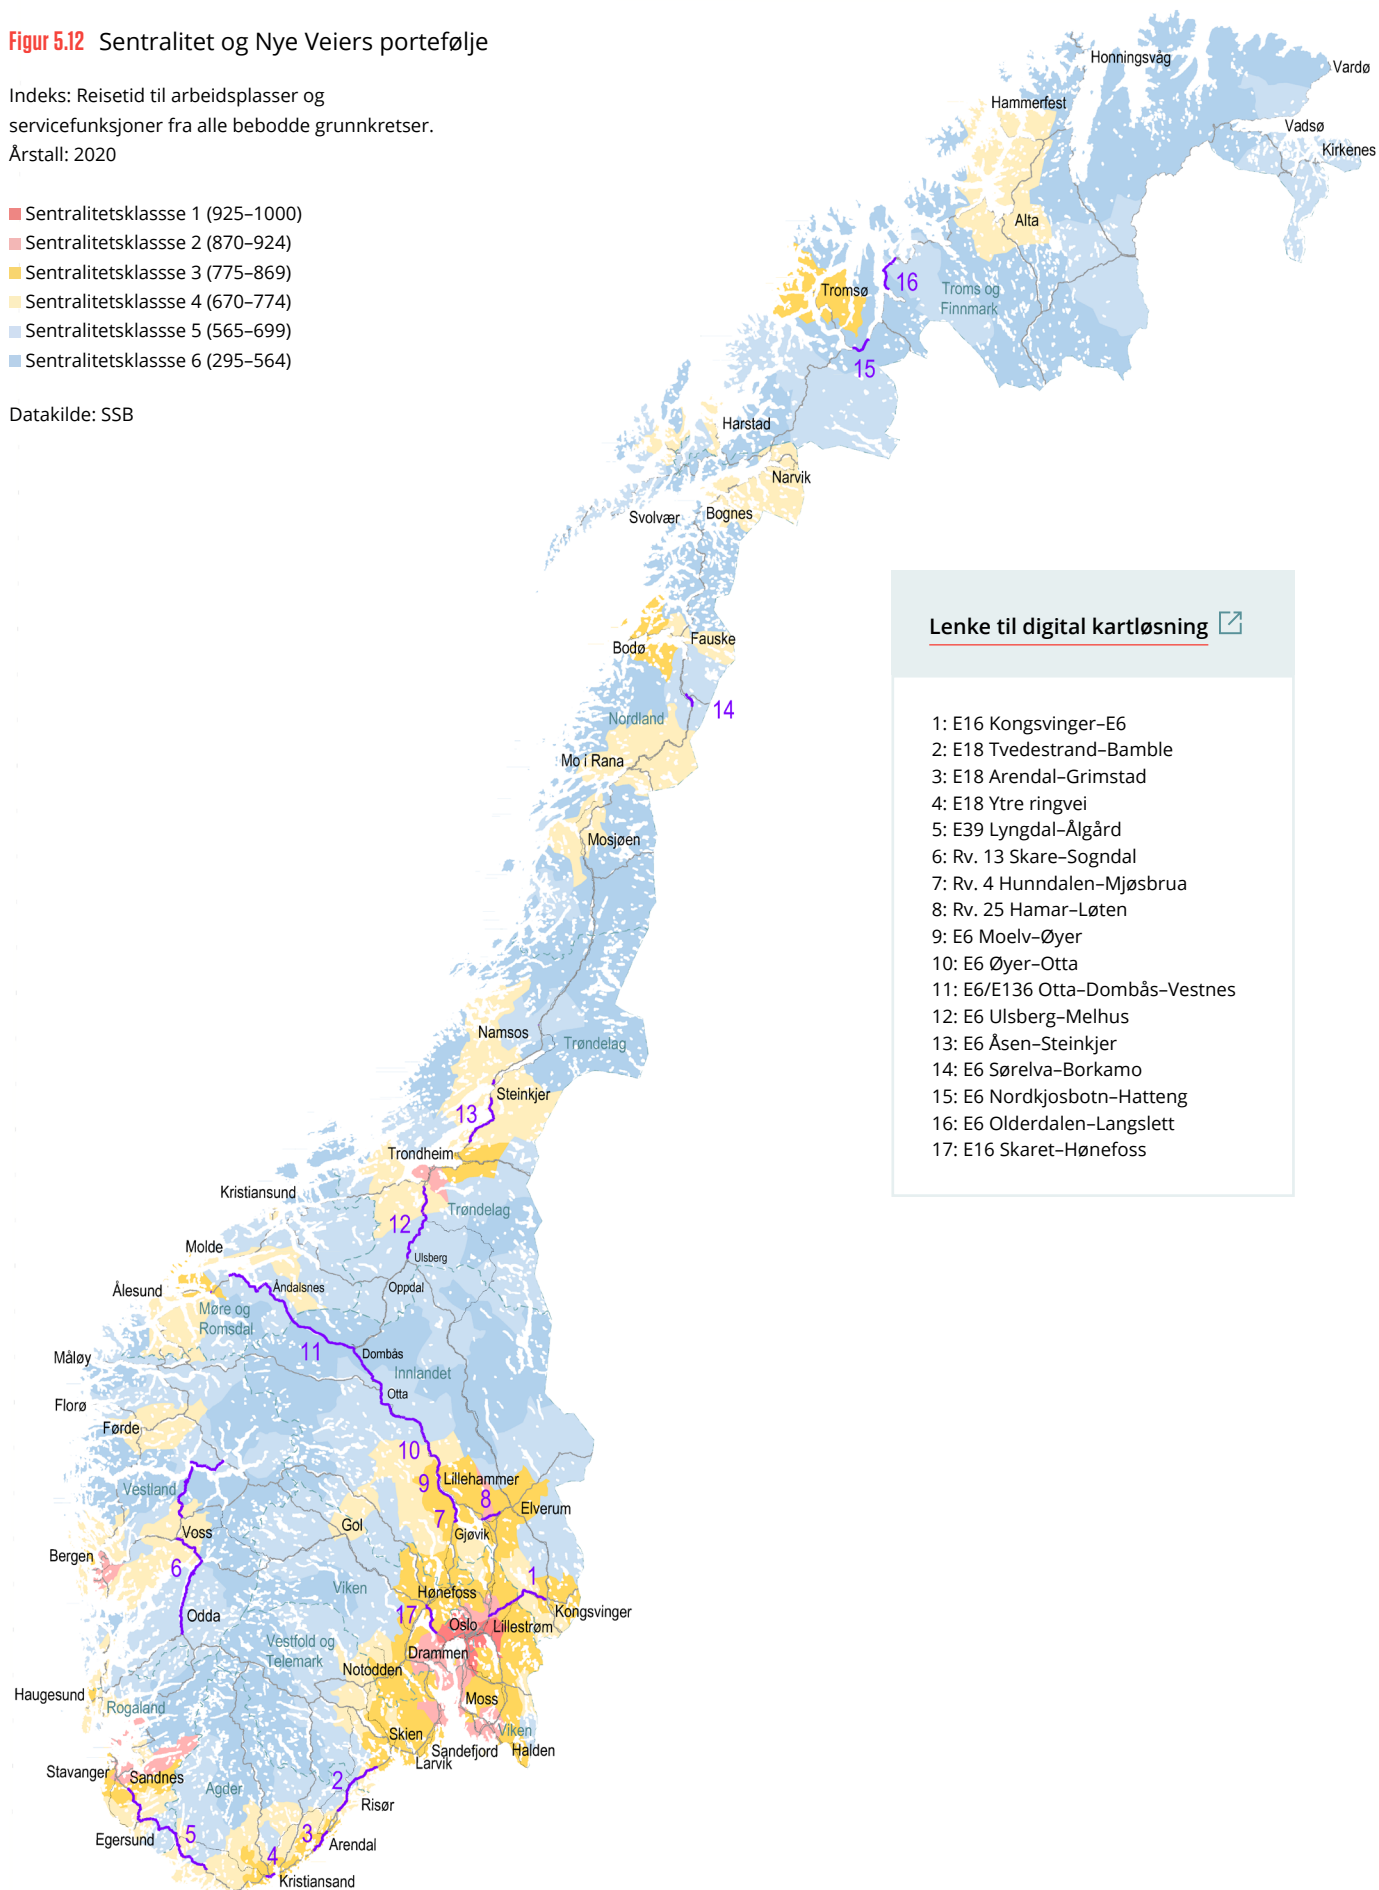 Figur 5.12 Sentralitet og Nye Veiers portefølje
Indeks: Reisetid til arbeidsplasser og
servicefunksjoner fra alle bebodde grunnkretser.
Årstall: 2020
Sentralitetsklassse 1 (925–1000)
Sentralitetsklassse 2 (870–924)
Sentralitetsklassse 3 (775–869)
Sentralitetsklassse 4 (670–774)
Sentralitetsklassse 5 (565–699)
Sentralitetsklassse 6 (295–564)
Datakilde: SSB
Honningsvåg
Vardø
Hammerfest
Vadsø
Kirkenes
Alta
16
Tromsø
Troms og
Finnmark
15
Harstad
Narvik
Svolvær
Bognes
Bodø
Fauske
14
Nordland
Mo i Rana
Mosjøen
Namsos
Trøndelag
Steinkjer
13
Trondheim
Kristiansund
Trøndelag
12
Molde
Ulsberg
Ålesund
Åndalsnes
Oppdal
Møre og
Romsdal
11
Dombås
Måløy
Innlandet
Otta
Florø
Førde
10
9
Lillehammer
Vestland
8
Elverum
7
Gol
Voss
Gjøvik
Bergen
6
1
Viken
Hønefoss
Odda
17
Kongsvinger
Oslo
Lillestrøm
Vestfold og
Telemark
Drammen
Notodden
Haugesund
Rogaland
Moss
Skien
Viken
Sandefjord
Halden
Larvik
Stavanger
Sandnes
Agder
2
Risør
Egersund
5
3
Arendal
4
Kristiansand
Lenke til digital kartløsning
1: E16 Kongsvinger–E6
2: E18 Tvedestrand–Bamble
3: E18 Arendal–Grimstad
4: E18 Ytre ringvei
5: E39 Lyngdal–Ålgård
6: Rv. 13 Skare–Sogndal
7: Rv. 4 Hunndalen–Mjøsbrua
8: Rv. 25 Hamar–Løten
9: E6 Moelv–Øyer
10: E6 Øyer–Otta
11: E6/E136 Otta–Dombås–Vestnes
12: E6 Ulsberg–Melhus
13: E6 Åsen–Steinkjer
14: E6 Sørelva–Borkamo
15: E6 Nordkjosbotn–Hatteng
16: E6 Olderdalen–Langslett
17: E16 Skaret–Hønefoss